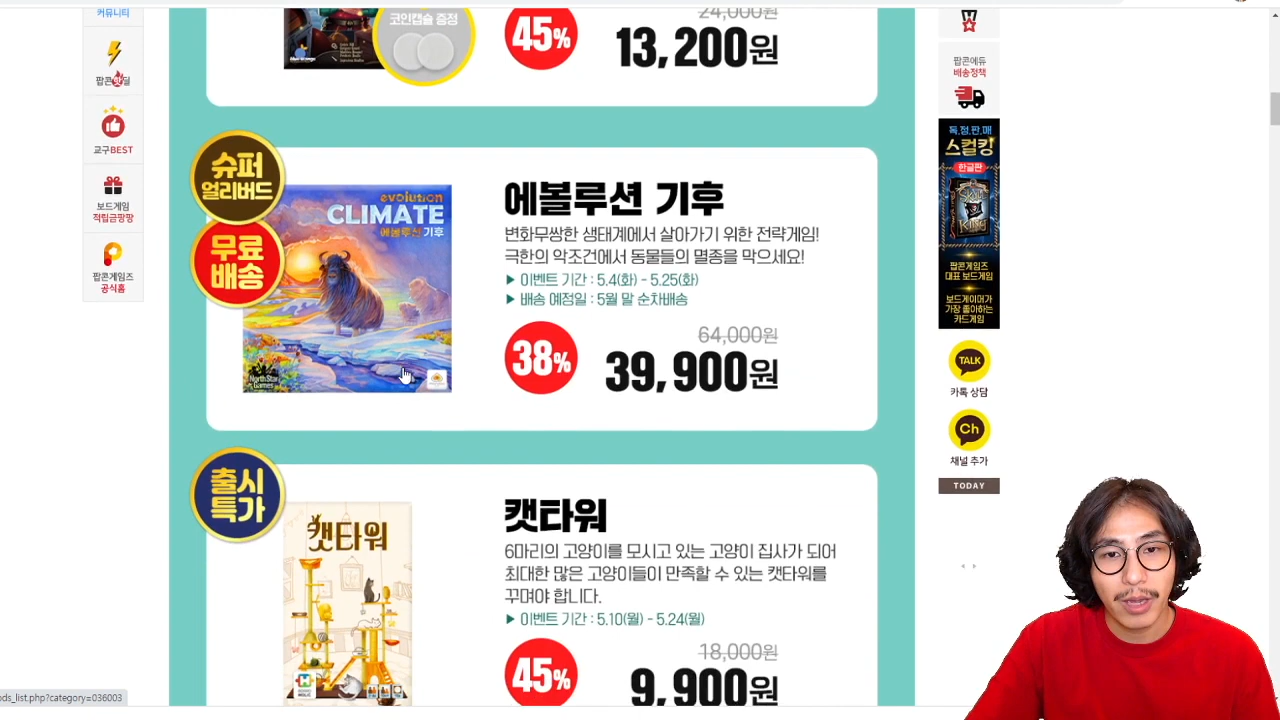 커뮤니티
팝콘핫딜
교구BEST
보드게임
적립금팡팡
팝콘게임즈
공식홈
코인캡슐 증정
45%
24,000원
13,200원
슈퍼
얼리버드
무료
배송
evolution
CLIMATE
에볼루션 기후
North Star
Games
에볼루션 기후
변화무쌍한 생태계에서 살아가기 위한 전략게임!
극한의 악조건에서 동물들의 멸종을 막으세요!
▶ 이벤트 기간 : 5.4(화) - 5.25(화)
▶ 배송 예정일 : 5월 말 순차배송
38%
64,000원
39,900원
출시
특가
캣타워
캣타워
6마리의 고양이를 모시고 있는 고양이 집사가 되어
최대한 많은 고양이들이 만족할 수 있는 캣타워를
꾸며야 합니다.
▶ 이벤트 기간 : 5.10(월) - 5.24(월)
45%
18,000원
9,900원
팝콘에듀
배송정책
독.점.판.매
스컬킹
한글판
SKULL
KING
팝콘게임즈
대표 보드게임
보드게이머가
가장 좋아하는
카드게임
TALK
카톡 상담
Ch
채널 추가
TODAY
ods_list.php?category=036003